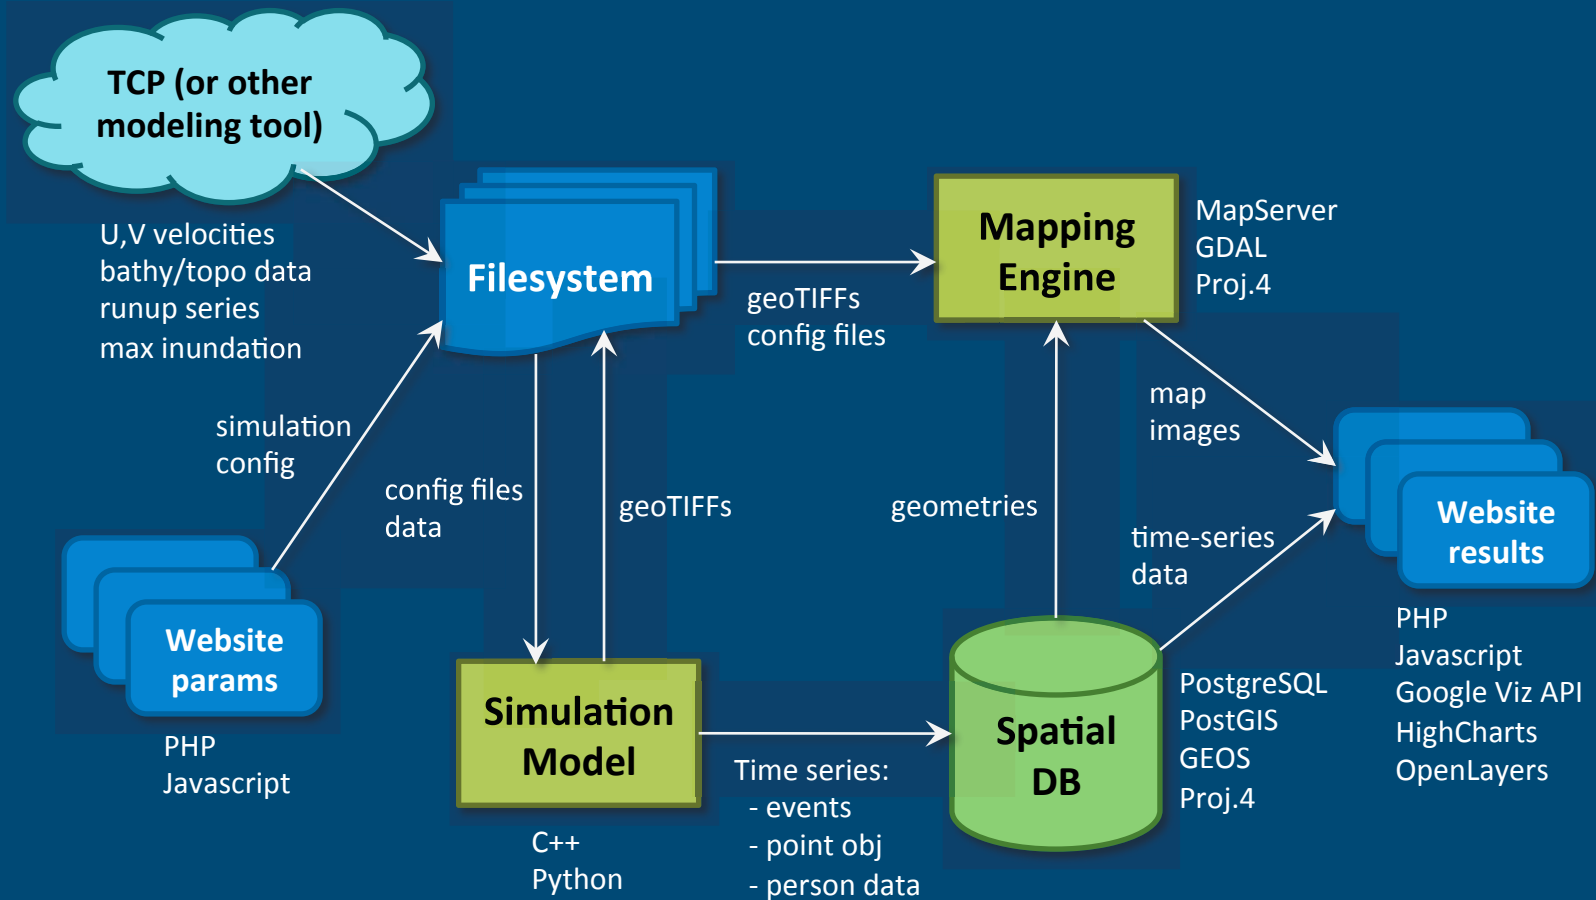 TCP (or other
modeling tool)
U,V velocities
bathy/topo data
runup series
max inundation
Filesystem
geoTIFFs
config files
Mapping
Engine
MapServer
GDAL
Proj.4
simulation
config
config files
data
geoTIFFs
geometries
map
images
time-series
data
Website
results
PHP
Javascript
Google Viz API
HighCharts
OpenLayers
Website
params
PHP
Javascript
Simulation
Model
C++
Python
Time series:
- events
- point obj
- person data
Spatial
DB
PostgreSQL
PostGIS
GEOS
Proj.4